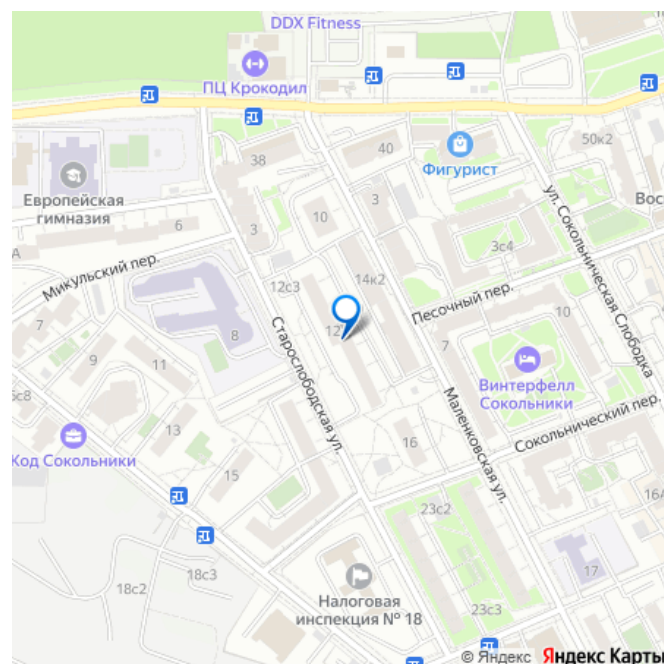 DDX Fitness
ПЦ Крокодил
38
40
Фигурист
50к2
Европейская
гимназия
6
3
10
3
3с4
ул. Сокольническая Слободка
Вос
А
Микульский пер.
12с3
14к2
Песочный пер.
10
7
8
12
7
9
11
Старослободская ул.
Маленковская ул.
Винтерфелл
Сокольники
Сокольнический пер.
6с8
13
Код Сокольники
15
16
16А
23с2
18с2
18с3
17
Налоговая
инспекция № 18
23с3
© Яндекс Яндекс Карты